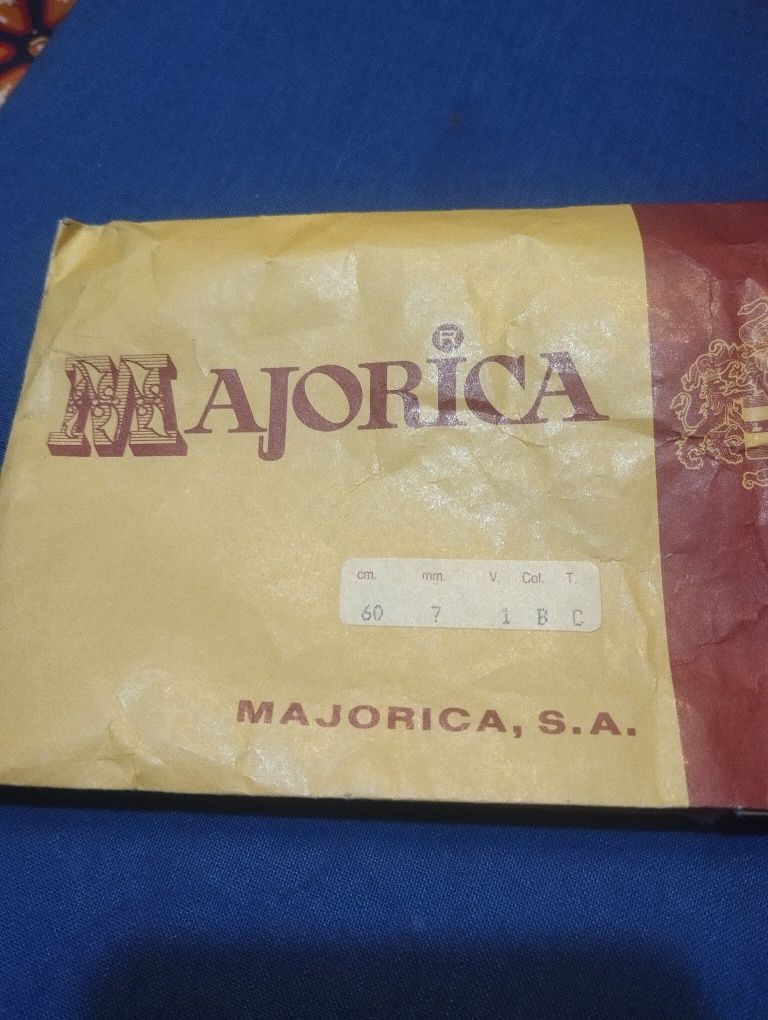 MAJORICA®
cm. mm. V. Col. T.
60 7 1 B C
MAJORICA, S.A.